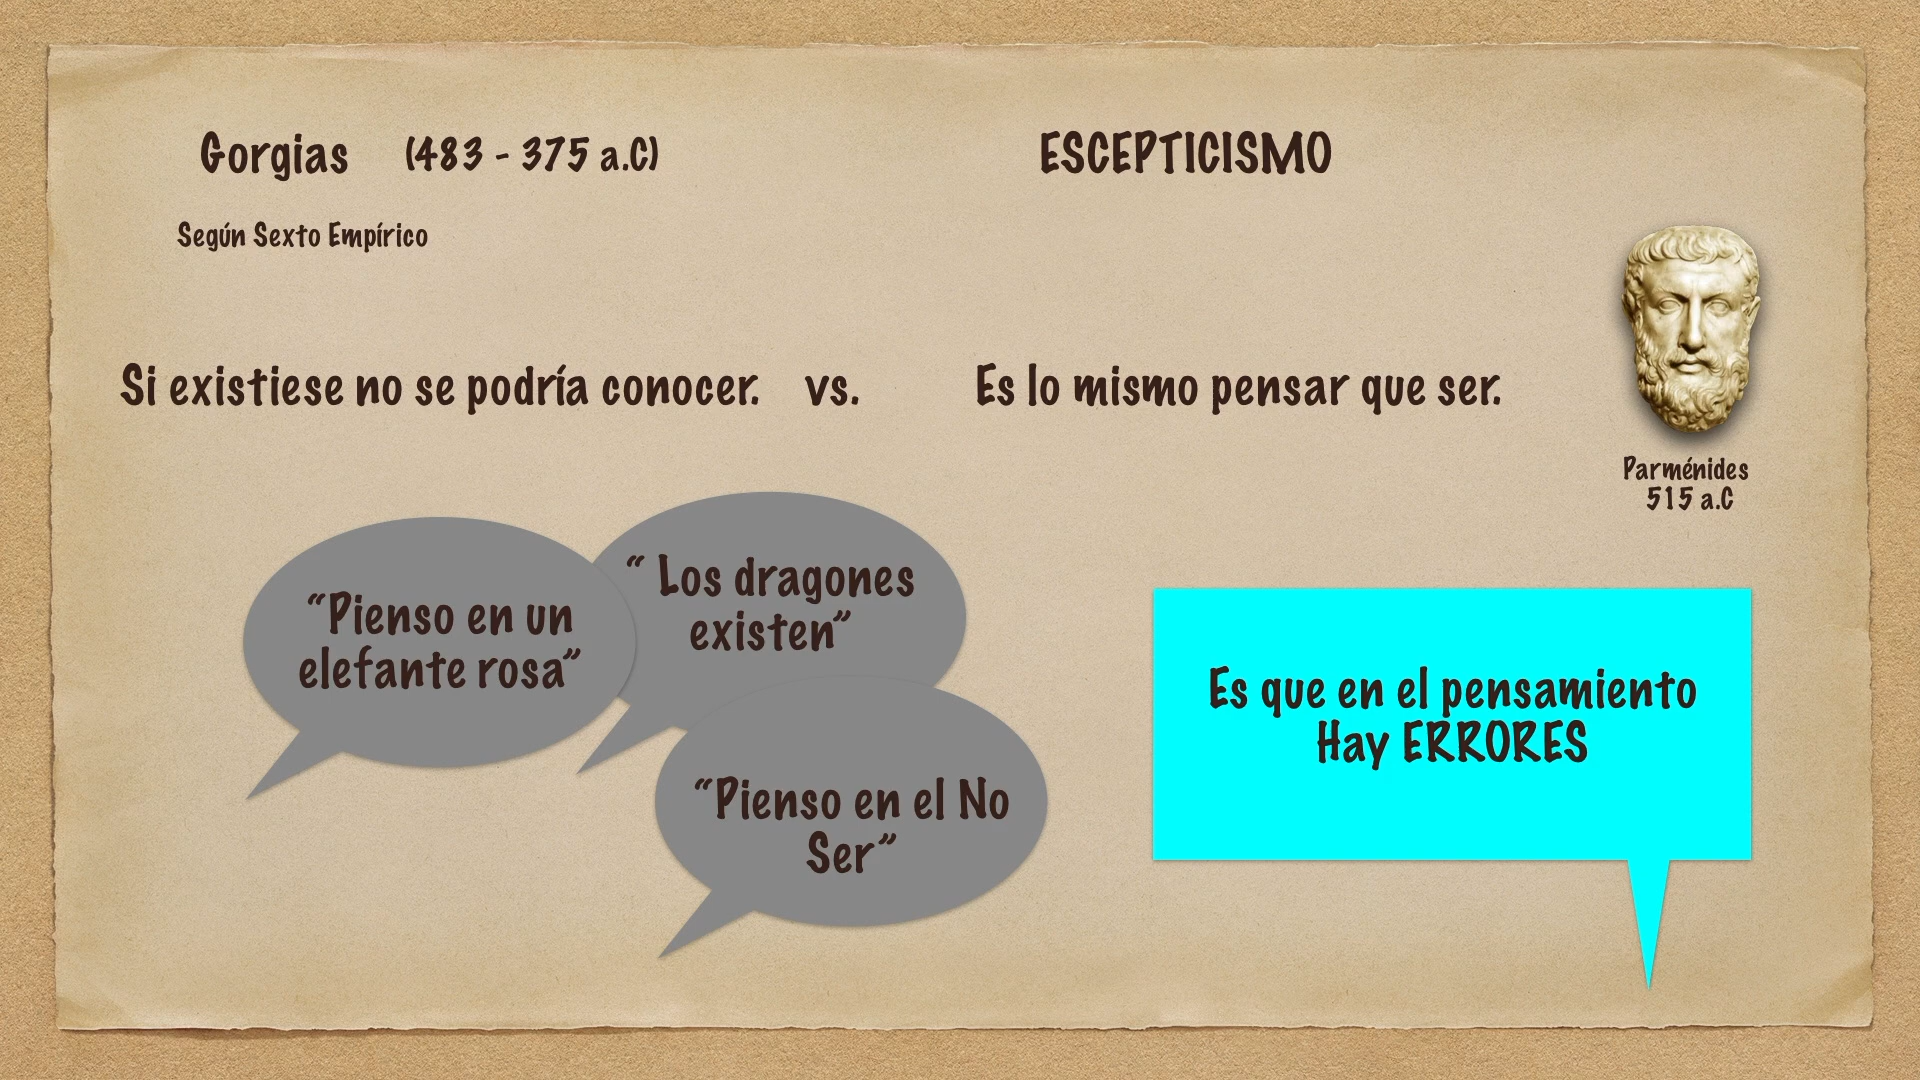 Gorgias (483 - 375 a.C)
ESCEPTICISMO
Según Sexto Empírico
Si existiese no se podría conocer. vs. Es lo mismo pensar que ser.
Parménides
515 a.C
“Pienso en un
elefante rosa”
“ Los dragones
existen”
“Pienso en el No
Ser”
Es que en el pensamiento
Hay ERRORES